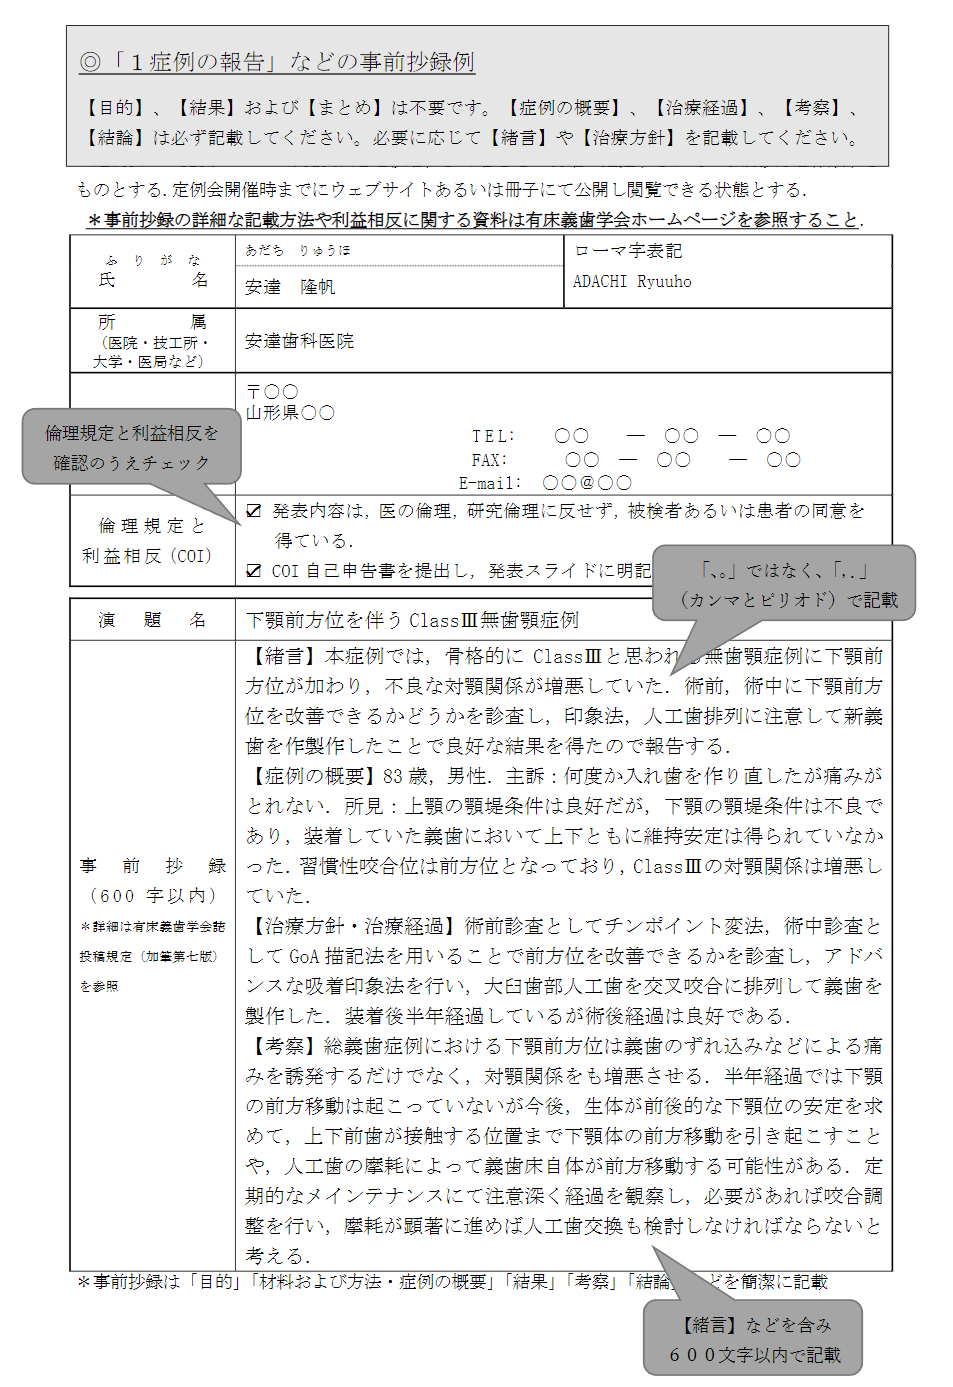 ◎「１症例の報告」などの事前抄録例
【目的】、【結果】および【まとめ】は不要です。【症例の概要】、【治療経過】、【考察】、
【結論】は必ず記載してください。必要に応じて【緒言】や【治療方針】を記載してください。
ものとする.定例会開催時までにウェブサイトあるいは冊子にて公開し閲覧できる状態とする.
＊事前抄録の詳細な記載方法や利益相反に関する資料は有床義歯学会ホームページを参照すること.
ふりがな
氏　　名
あだち　りゅうほ
安達　隆帆
ローマ字表記
ADACHI Ryuuho
所　　属
（医院・技工所・
大学・医局など）
安達歯科医院
〒○○
山形県○○
TEL:　○○　―　○○　―　○○
FAX:　○○　―　○○　―　○○
E-mail:　○○@○○
倫理規定と利益相反を
確認のうえチェック
倫理規定と
利益相反(COI)
☑ 発表内容は, 医の倫理, 研究倫理に反せず, 被検者あるいは患者の同意を
得ている.
☑ COI自己申告書を提出し, 発表スライドに明記
「､｡」ではなく、「,.」
（カンマとピリオド）で記載
演　題　名
下顎前方位を伴うClassⅢ無歯顎症例
事　前　抄　録
（600 字以内）
＊詳細は有床義歯学会誌
投稿規定（加筆第七版）
を参照
【緒言】本症例では, 骨格的に ClassⅢと思われる無歯顎症例に下顎前
方位が加わり, 不良な対顎関係が増悪していた. 術前, 術中に下顎前方
位を改善できるかどうかを診査し, 印象法, 人工歯排列に注意して新義
歯を作製作したことで良好な結果を得たので報告する.
【症例の概要】83 歳, 男性. 主訴：何度か入れ歯を作り直したが痛みが
とれない. 所見：上顎の顎堤条件は良好だが, 下顎の顎堤条件は不良で
あり, 装着していた義歯において上下ともに維持安定は得られていなか
った. 習慣性咬合位は前方位となっており, ClassⅢの対顎関係は増悪し
ていた.
【治療方針・治療経過】術前診査としてチンポイント変法, 術中診査と
して GoA 描記法を用いることで前方位を改善できるかを診査し, アドバ
ンスな吸着印象法を行い, 大臼歯部人工歯を交叉咬合に排列して義歯を
製作した. 装着後半年経過しているが術後経過は良好である.
【考察】総義歯症例における下顎前方位は義歯のずれ込みなどによる痛
みを誘発するだけでなく, 対顎関係をも増悪させる. 半年経過では下顎
の前方移動は起こっていないが今後, 生体が前後的な下顎位の安定を求
めて, 上下前歯が接触する位置まで下顎体の前方移動を引き起こすこと
や, 人工歯の摩耗によって義歯床自体が前方移動する可能性がある. 定
期的なメインテナンスにて注意深く経過を観察し, 必要があれば咬合調
整を行い, 摩耗が顕著に進めば人工歯交換も検討しなければならないと
考える.
＊事前抄録は「目的」「材料および方法・症例の概要」「結果」「考察」「結論」などを簡潔に記載
【緒言】などを含み
６００文字以内で記載